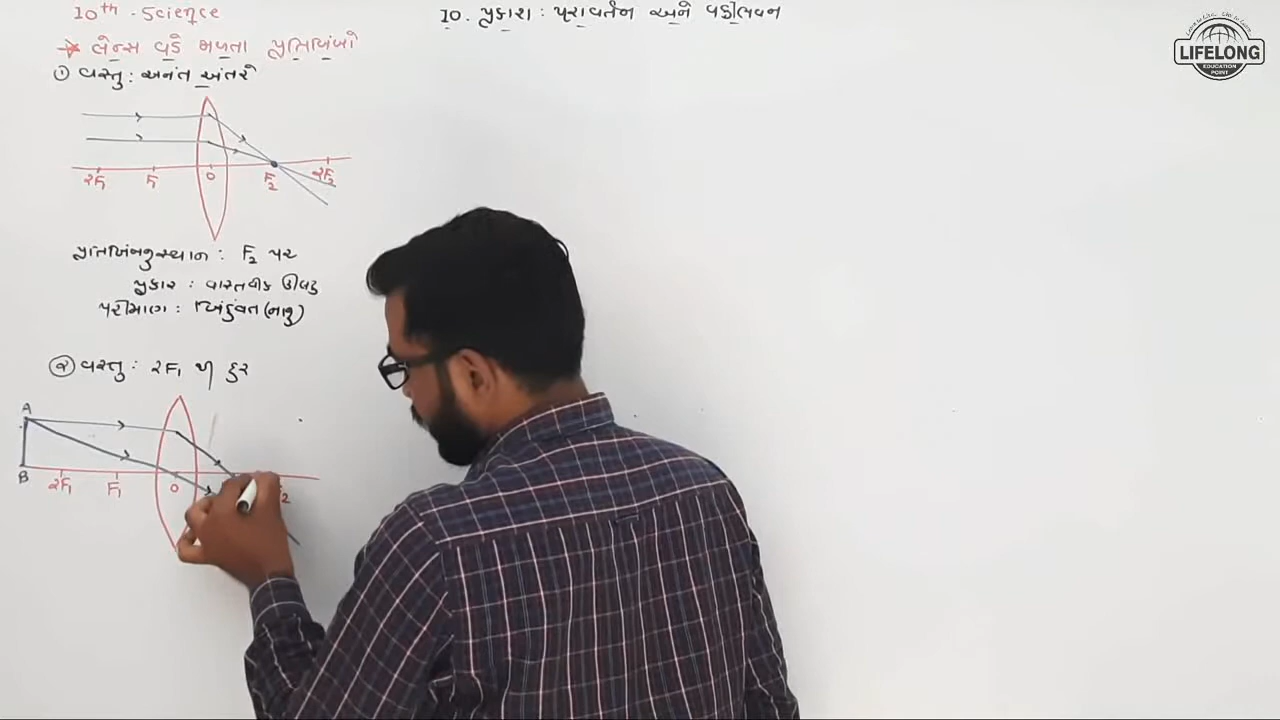 10th - Science
10. પ્રકાશ : પરાવર્તન અને વક્રીભવન
લેન્સ વડે મળતા પ્રતિબિંબો
① વસ્તુ : અનંત અંતરે
2F₁ F₁ O F₂ 2F₂
પ્રતિબિંબનુ સ્થાન : F₂ પર
પ્રકાર : વાસ્તવીક ઊલટુ
પરીમાણ : બિંદુવત (નાનુ)
② વસ્તુ : 2F₁ થી દુર
A
B 2F₁ F₁ O
LIFELONG
EDUCATION
POINT